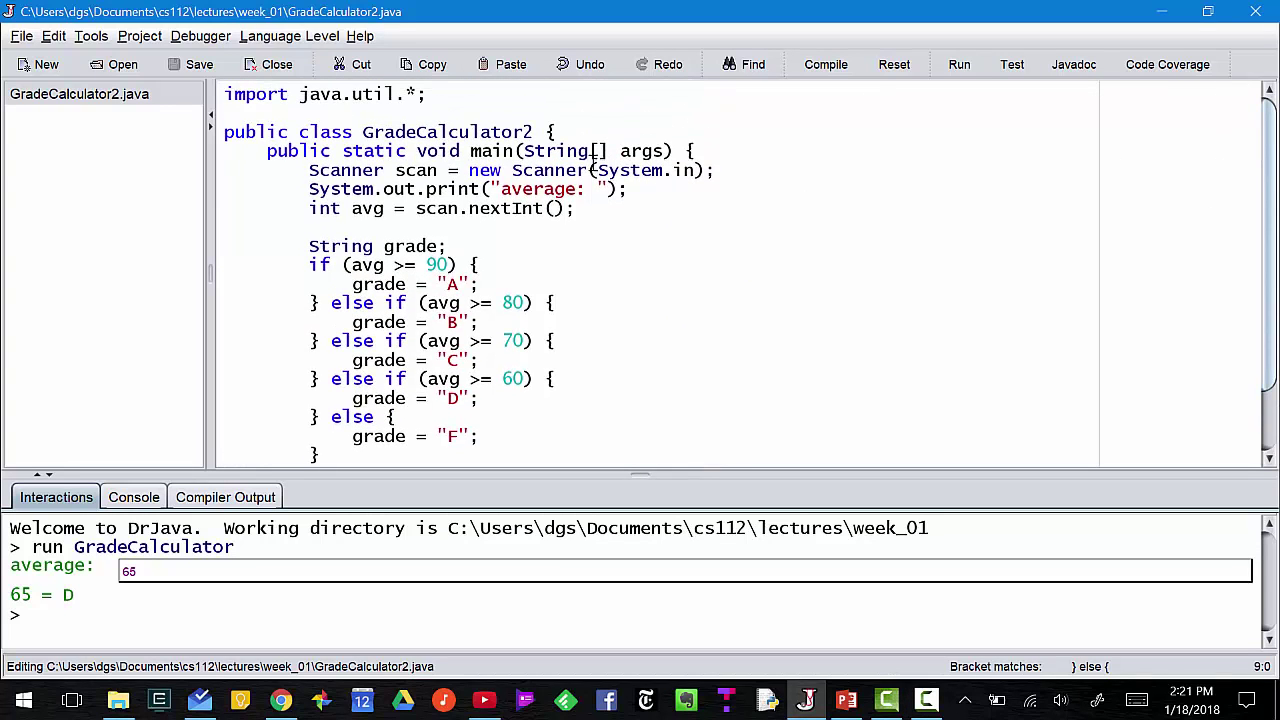 C:\Users\dgs\Documents\cs112\lectures\week_01\GradeCalculator2.java
File Edit Tools Project Debugger Language Level Help
New Open Save Close Cut Copy Paste Undo Redo Find Compile Reset Run Test Javadoc Code Coverage
GradeCalculator2.java
import java.util.*;
public class GradeCalculator2 {
public static void main(String[] args) {
Scanner scan = new Scanner(System.in);
System.out.print("average: ");
int avg = scan.nextInt();
String grade;
if (avg >= 90) {
grade = "A";
} else if (avg >= 80) {
grade = "B";
} else if (avg >= 70) {
grade = "C";
} else if (avg >= 60) {
grade = "D";
} else {
grade = "F";
}
Interactions Console Compiler Output
Welcome to DrJava. Working directory is C:\Users\dgs\Documents\cs112\lectures\week_01
> run GradeCalculator
average: 65
65 = D
>
Editing C:\Users\dgs\Documents\cs112\lectures\week_01\GradeCalculator2.java Bracket matches: } else { 9:0
12
2:21 PM
1/18/2018